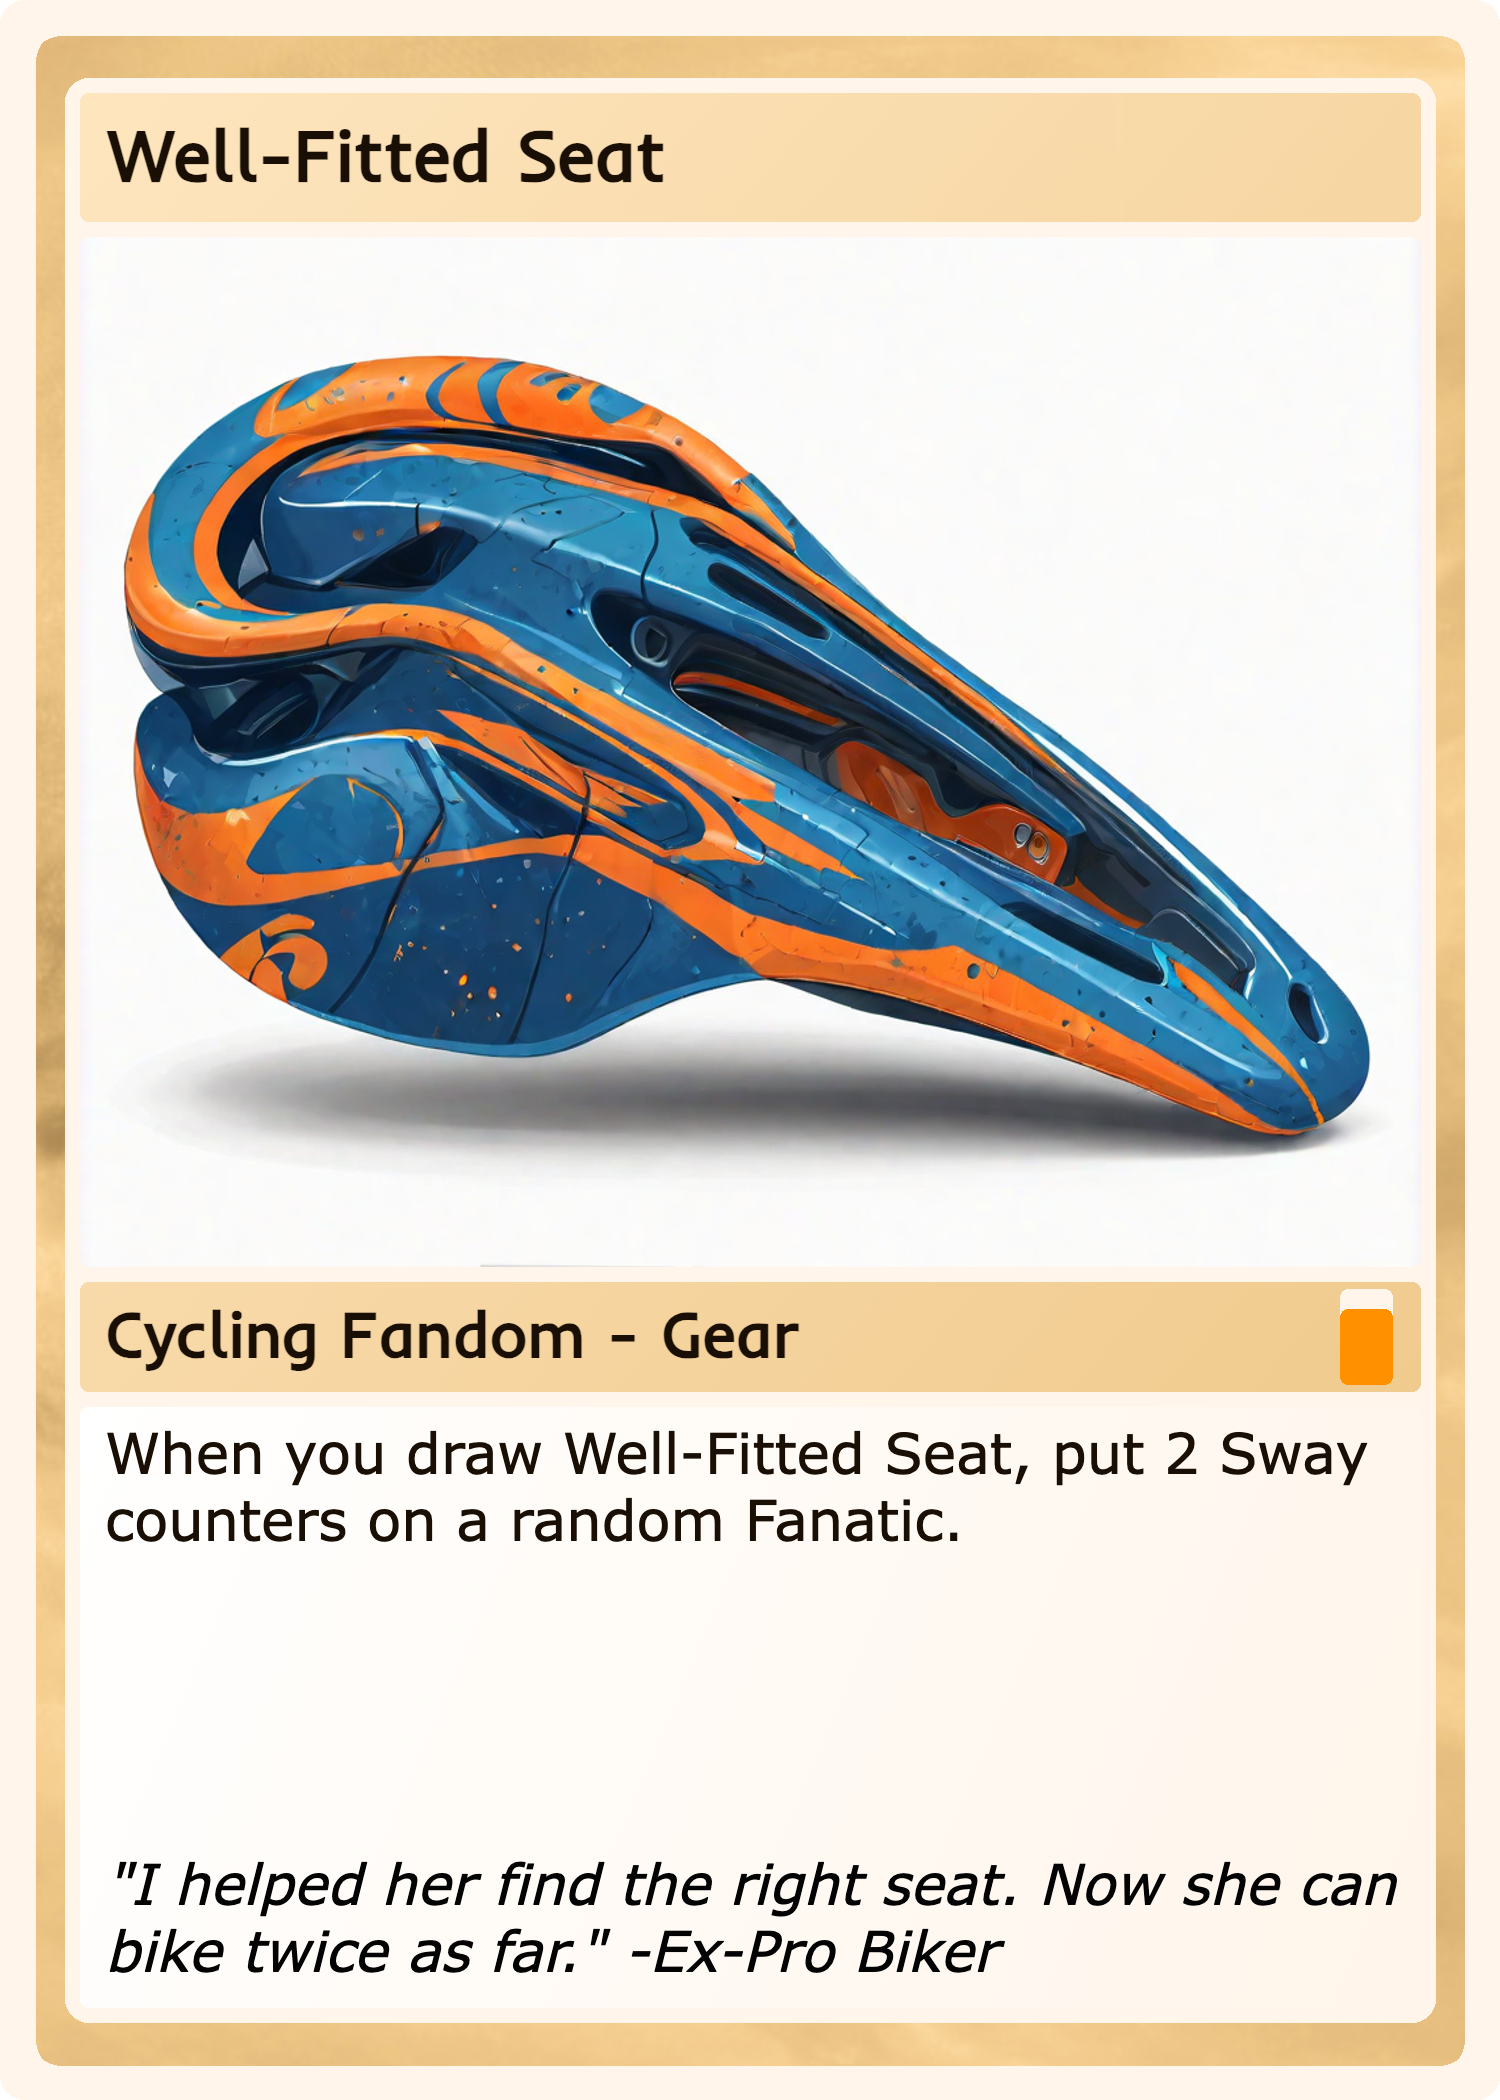 Well-Fitted Seat
Cycling Fandom - Gear
When you draw Well-Fitted Seat, put 2 Sway
counters on a random Fanatic.
"I helped her find the right seat. Now she can
bike twice as far." -Ex-Pro Biker